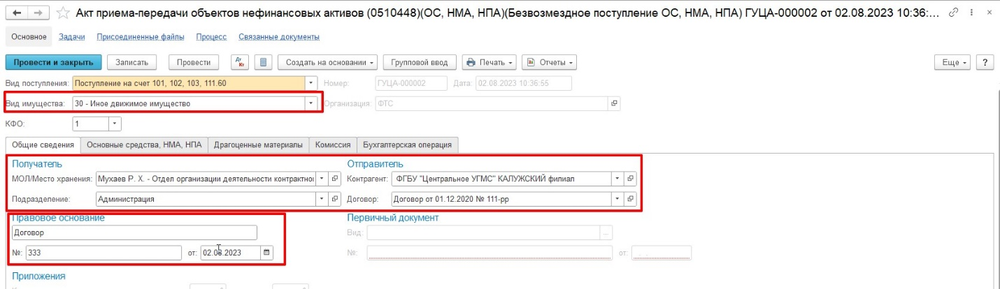 Акт приема-передачи объектов нефинансовых активов (0510448)(ОС, НМА, НПА)(Безвозмездное поступление ОС, НМА, НПА) ГУЦА-000002 от 02.08.2023 10:36:...
Основное Задачи Присоединенные файлы Процесс Связанные документы
Провести и закрыть Записать Провести Дт Кт Создать на основании Групповой ввод Печать Отчеты Еще ?
Вид поступления: Поступление на счет 101, 102, 103, 111.60 Номер: ГУЦА-000002 Дата: 02.08.2023 10:36:55
Вид имущества: 30 - Иное движимое имущество Организация: ФТС
КФО: 1
Общие сведения Основные средства, НМА, НПА Драгоценные материалы Комиссия Бухгалтерская операция
Получатель Отправитель
МОЛ/Место хранения: Мухаев Р. Х. - Отдел организации деятельности контрактної Контрагент: ФГБУ "Центральное УГМС" КАЛУЖСКИЙ филиал
Подразделение: Администрация Договор: Договор от 01.12.2020 № 111-рр
Правовое основание Первичный документ
Договор Вид: ...
№: 333 от: 02.08.2023 №: от: . .
Приложения